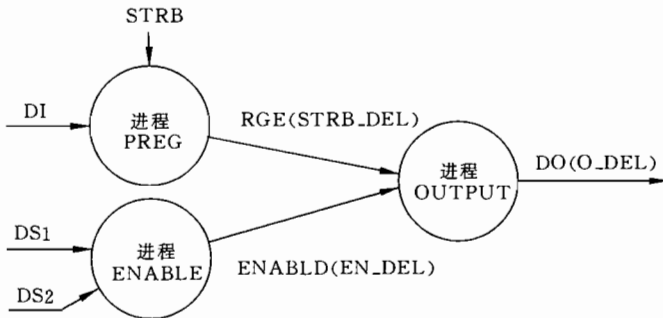 STRB
DI
进程
PREG
RGE(STRB_DEL)
进程
OUTPUT
DO(O_DEL)
DS1
进程
ENABLE
ENABLD(EN_DEL)
DS2